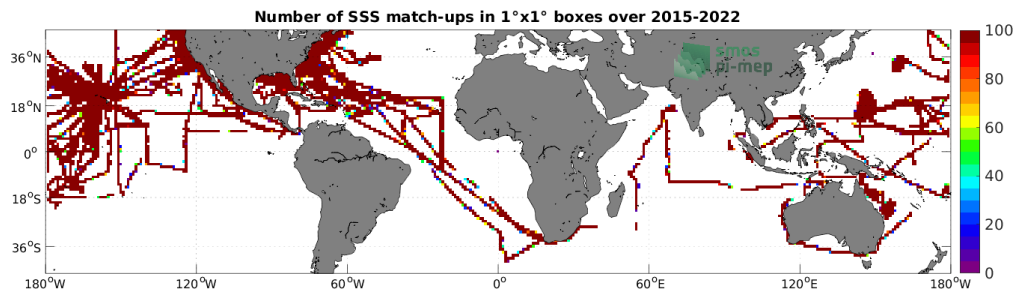 Number of SSS match-ups in 1°x1° boxes over 2015-2022
smos
pi-mep
36°N
18°N
0°
18°S
36°S
180°W
120°W
60°W
0°
60°E
120°E
180°W
100
80
60
40
20
0